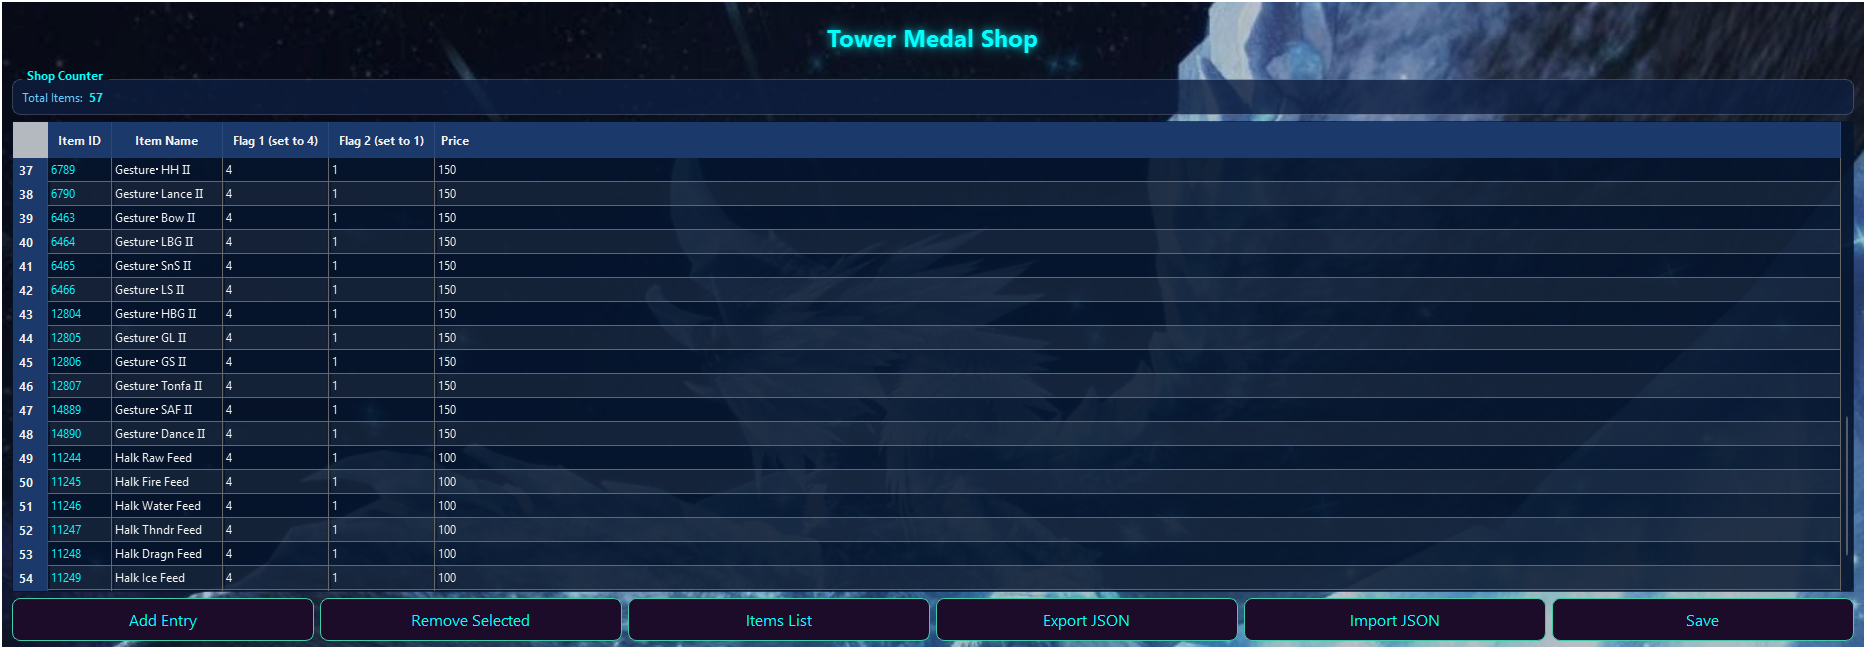 Tower Medal Shop
Shop Counter
Total Items: 57
Item ID Item Name Flag 1 (set to 4) Flag 2 (set to 1) Price
37 6789 Gesture・HH II 4 1 150
38 6790 Gesture・Lance II 4 1 150
39 6463 Gesture・Bow II 4 1 150
40 6464 Gesture・LBG II 4 1 150
41 6465 Gesture・SnS II 4 1 150
42 6466 Gesture・LS II 4 1 150
43 12804 Gesture・HBG II 4 1 150
44 12805 Gesture・GL II 4 1 150
45 12806 Gesture・GS II 4 1 150
46 12807 Gesture・Tonfa II 4 1 150
47 14889 Gesture・SAF II 4 1 150
48 14890 Gesture・Dance II 4 1 150
49 11244 Halk Raw Feed 4 1 100
50 11245 Halk Fire Feed 4 1 100
51 11246 Halk Water Feed 4 1 100
52 11247 Halk Thndr Feed 4 1 100
53 11248 Halk Dragn Feed 4 1 100
54 11249 Halk Ice Feed 4 1 100
Add Entry Remove Selected Items List Export JSON Import JSON Save